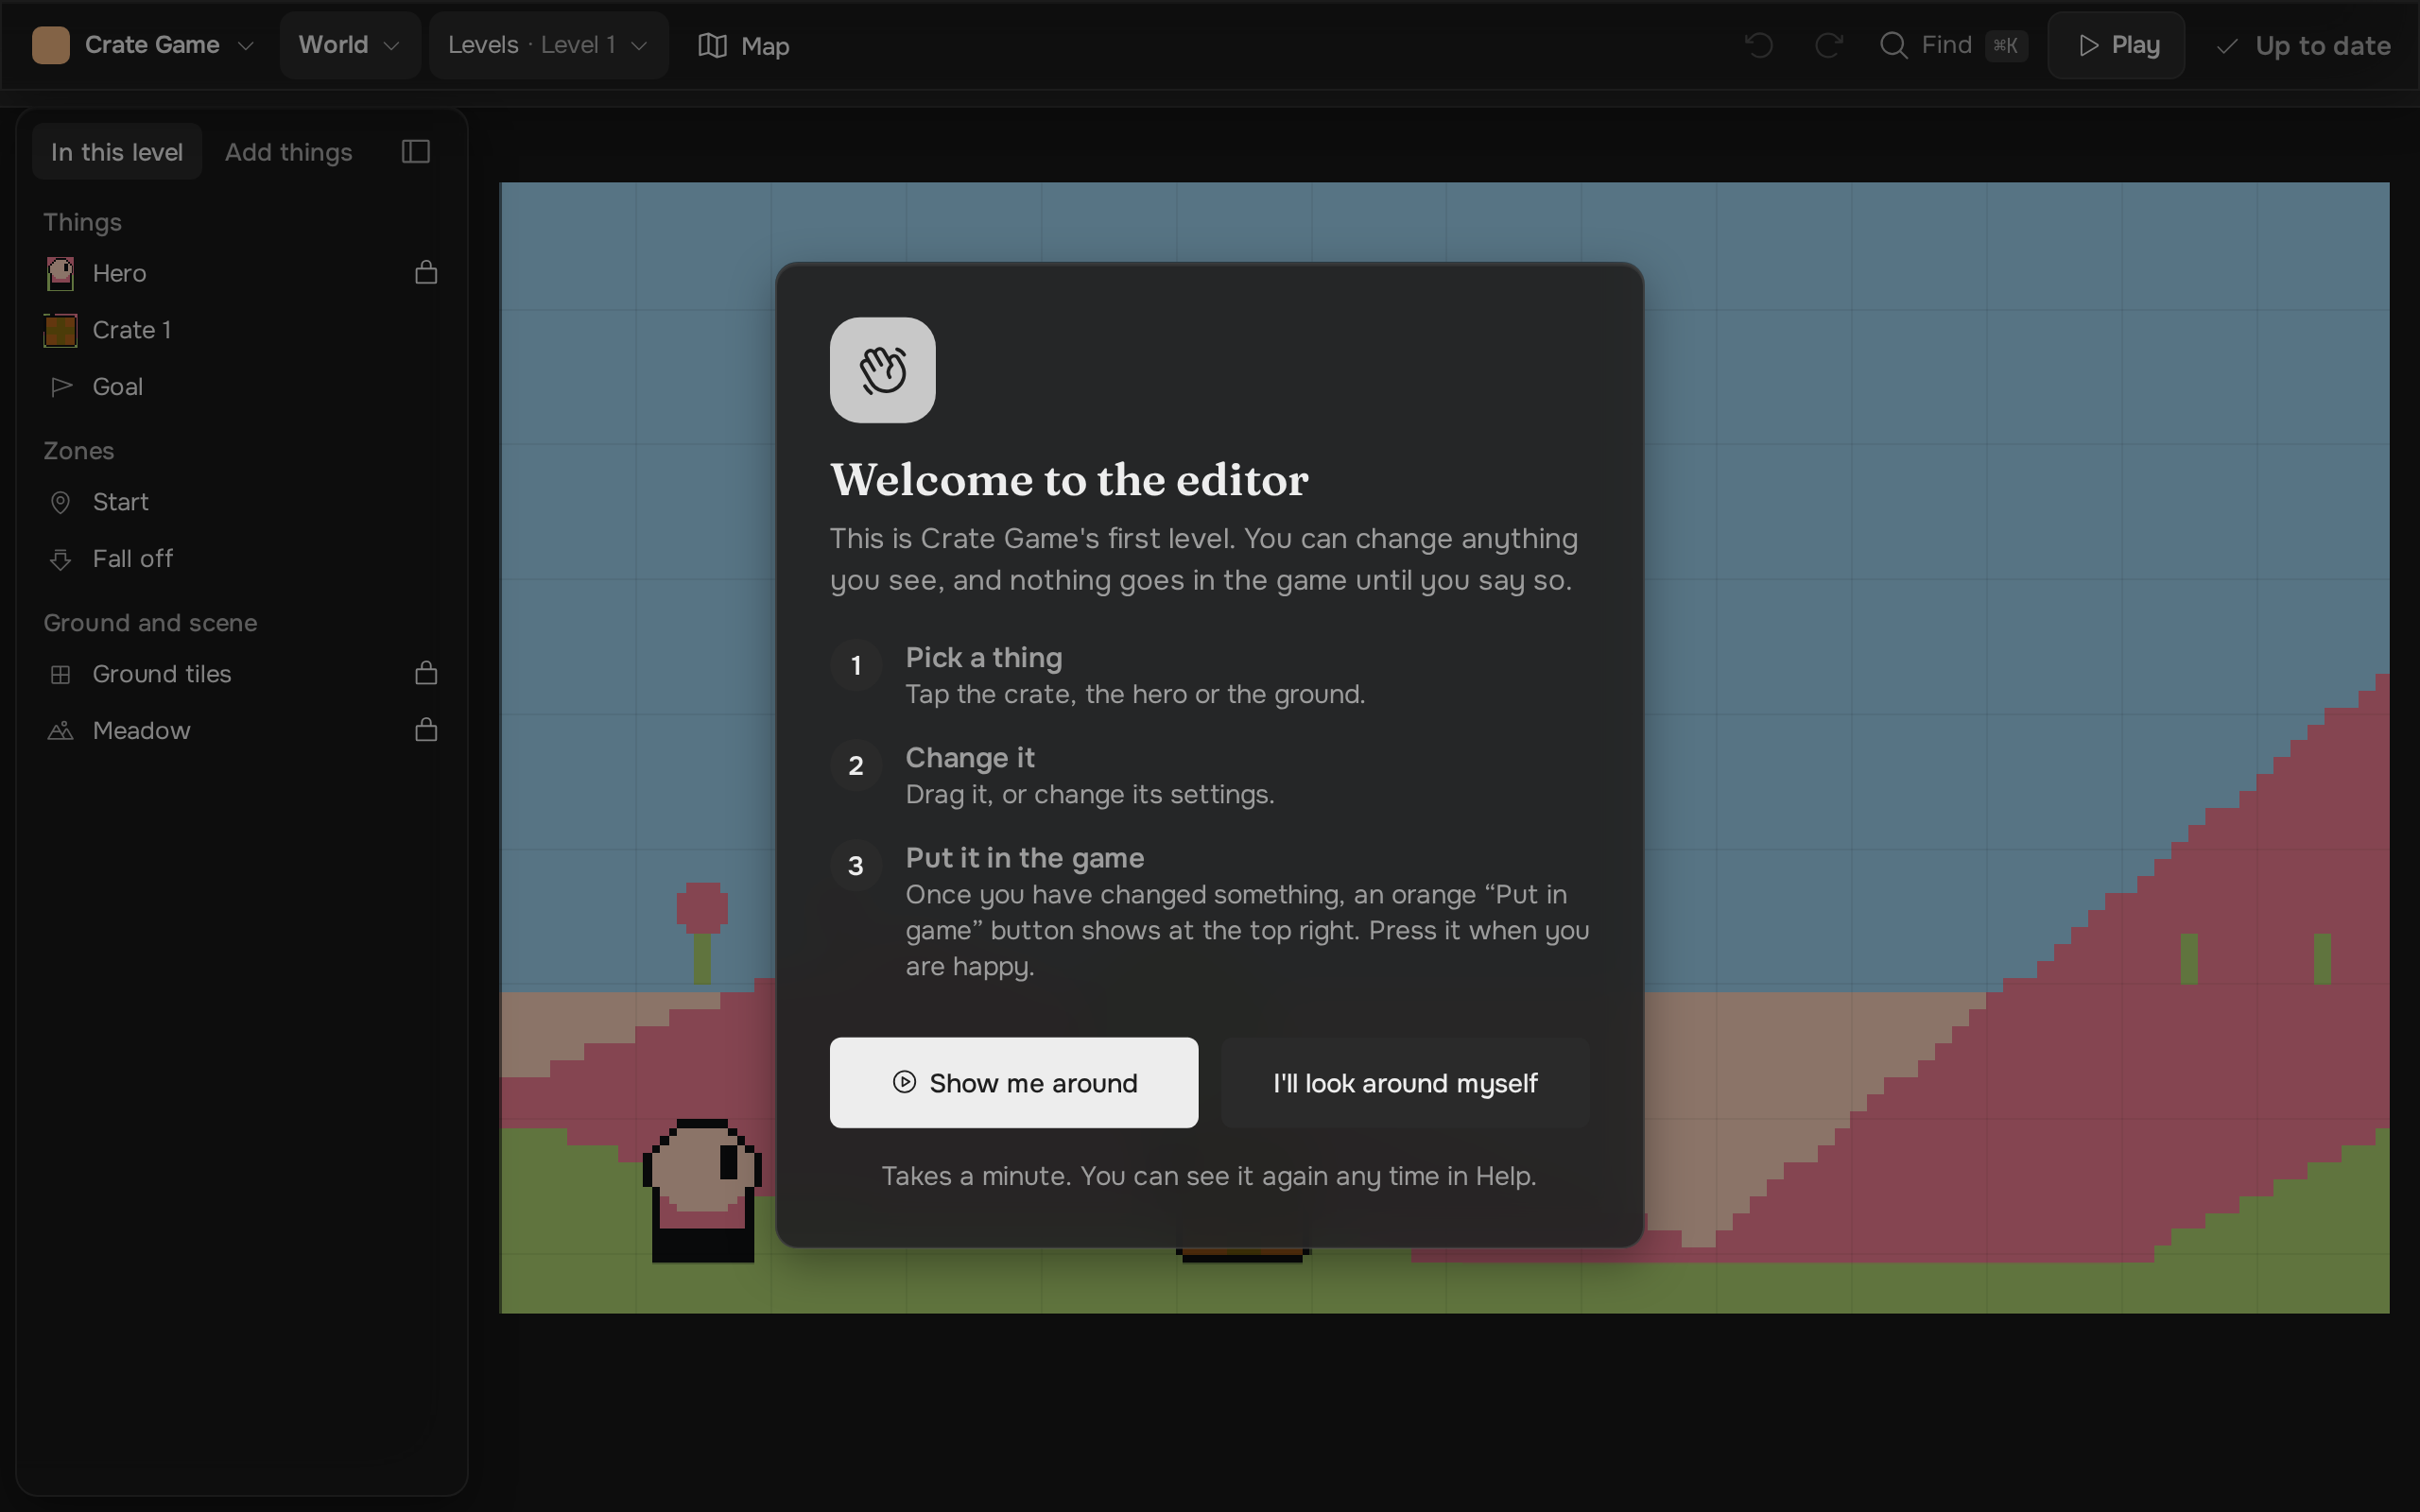 Crate Game
World
Levels · Level 1
Map
Find ⌘K
Play
Up to date
In this level
Add things
Things
Hero
Crate 1
Goal
Zones
Start
Fall off
Ground and scene
Ground tiles
Meadow
Welcome to the editor
This is Crate Game's first level. You can change anything
you see, and nothing goes in the game until you say so.
1
Pick a thing
Tap the crate, the hero or the ground.
2
Change it
Drag it, or change its settings.
3
Put it in the game
Once you have changed something, an orange “Put in
game” button shows at the top right. Press it when you
are happy.
Show me around
I'll look around myself
Takes a minute. You can see it again any time in Help.